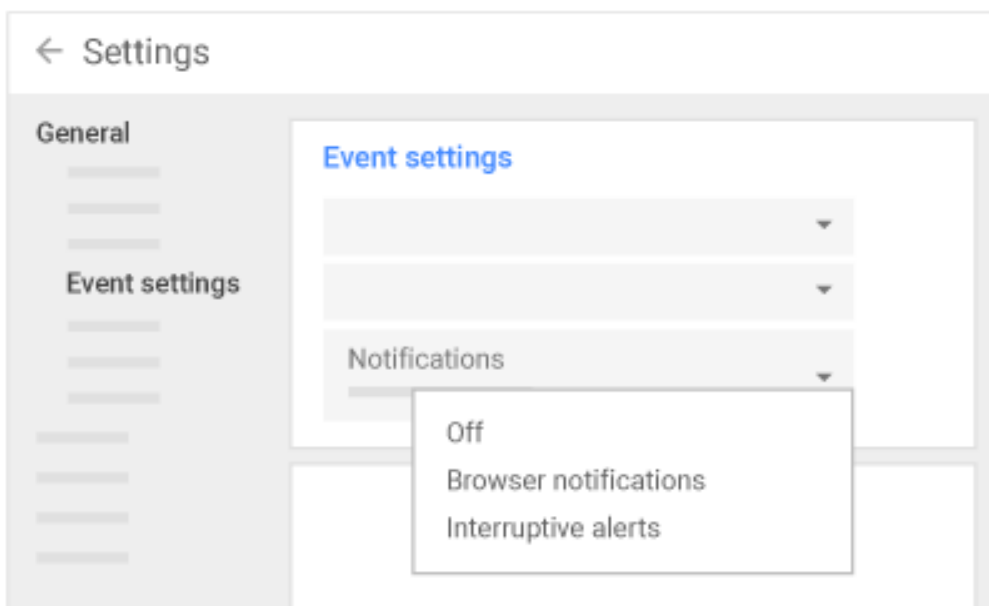 Settings
General
Event settings
Event settings
Notifications
Off
Browser notifications
Interruptive alerts